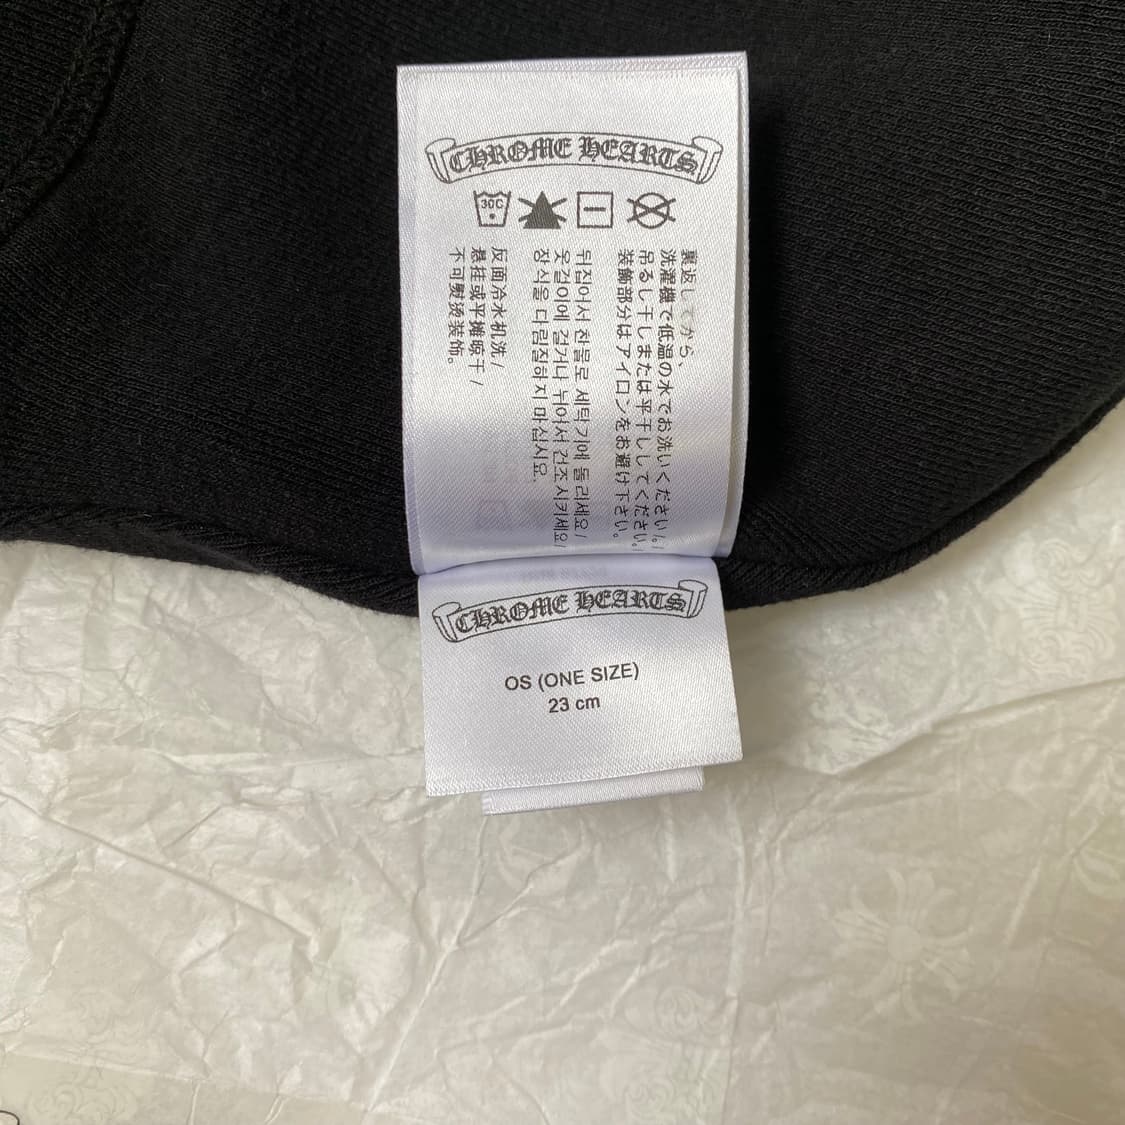 CHROME HEARTS
30C
裏返してから、
洗濯機で低温の水でお洗いください。/
吊るし干しまたは平干ししてください。/
装飾部分はアイロンをお避け下さい。
뒤집어서 찬물로 세탁기에 돌리세요 /
옷걸이에 걸거나 뉘어서 건조시키세요/
장식을 다림질하지 마십시요.
反面冷水机洗 /
悬挂或平摊晾干 /
不可熨烫装饰。
CHROME HEARTS
OS (ONE SIZE)
23 cm